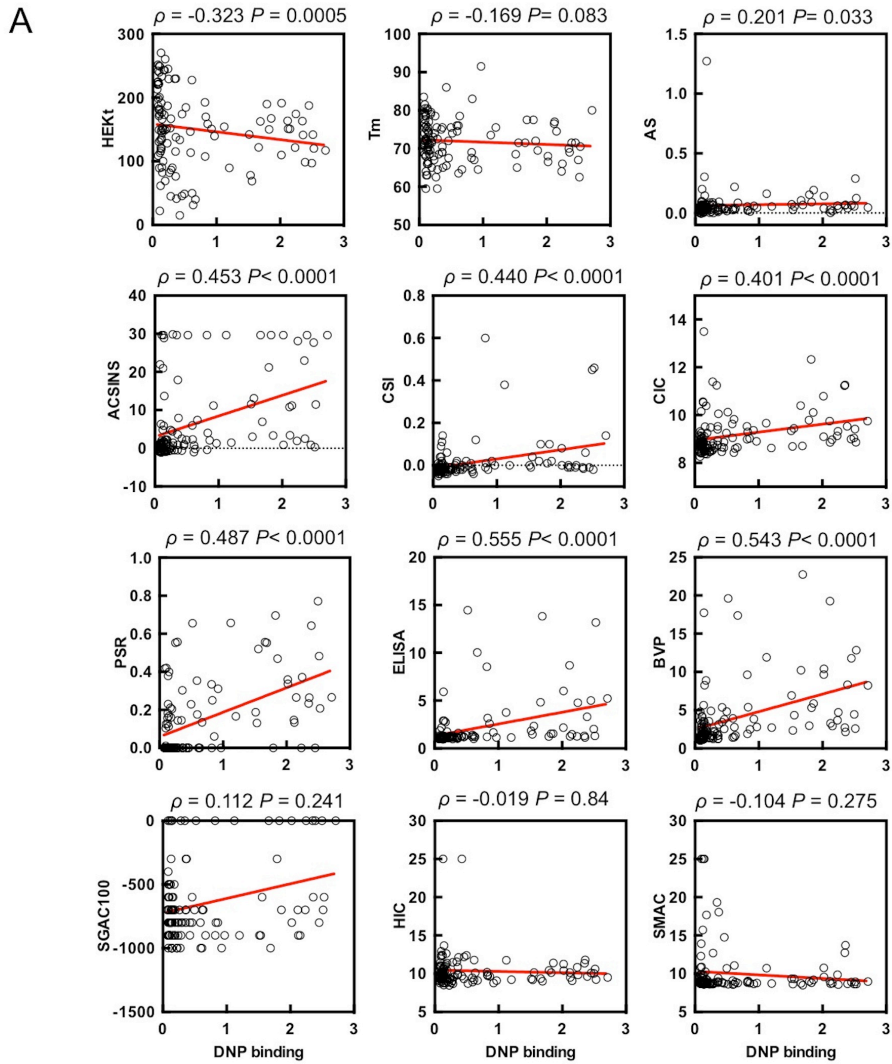 A
ρ = -0.323 P = 0.0005
ρ = -0.169 P= 0.083
ρ = 0.201 P = 0.033
HEKt
300
200
100
0
0 1 2 3
Tm
100
90
80
70
60
50
0 1 2 3
AS
1.5
1.0
0.5
0.0
0 1 2 3
ρ = 0.453 P< 0.0001
ρ = 0.440 P< 0.0001
ρ = 0.401 P< 0.0001
ACSINS
40
30
20
10
0
-10
0 1 2 3
CSI
0.8
0.6
0.4
0.2
0.0
0 1 2 3
CIC
14
12
10
8
0 1 2 3
ρ = 0.487 P< 0.0001
ρ = 0.555 P< 0.0001
ρ = 0.543 P< 0.0001
PSR
1.0
0.8
0.6
0.4
0.2
0.0
0 1 2 3
ELISA
20
15
10
5
0
0 1 2 3
BVP
25
20
15
10
5
0
0 1 2 3
ρ = 0.112 P = 0.241
ρ = -0.019 P = 0.84
ρ = -0.104 P = 0.275
SGAC100
0
-500
-1000
-1500
0 1 2 3
DNP binding
HIC
30
25
20
15
10
5
0 1 2 3
DNP binding
SMAC
30
25
20
15
10
5
0 1 2 3
DNP binding